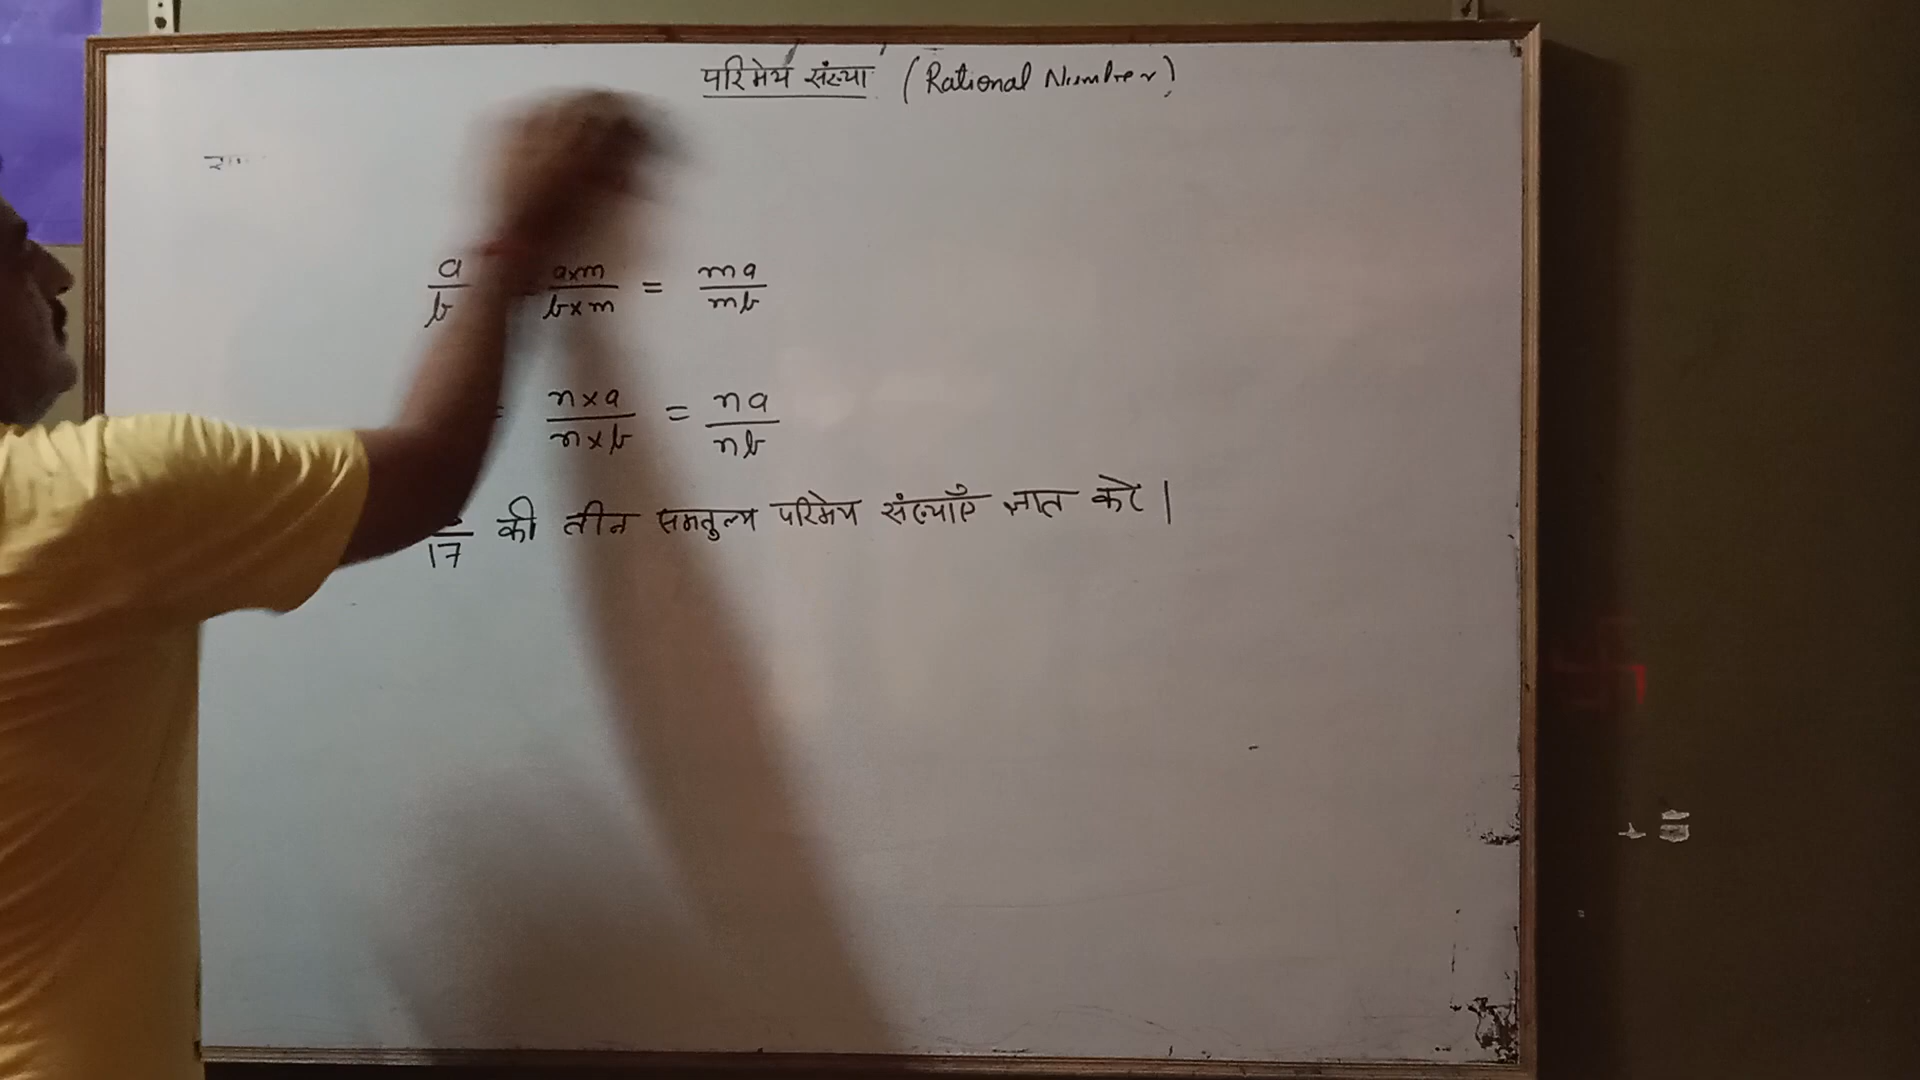 परिमेय संख्या (Rational Number)
a/b = a×m/b×m = ma/mb
= n×a/n×b = na/nb
/17 की तीन समतुल्य परिमेय संख्याएँ ज्ञात करे |